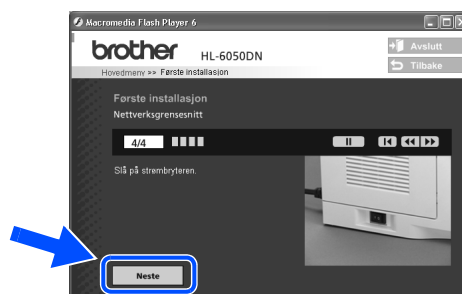 Macromedia Flash Player 6
brother HL-6050DN
Avslutt
Tilbake
Hovedmeny »» Første installasjon
Første installasjon
Nettverksgrensesnitt
4/4
Slå på strømbryteren.
Neste